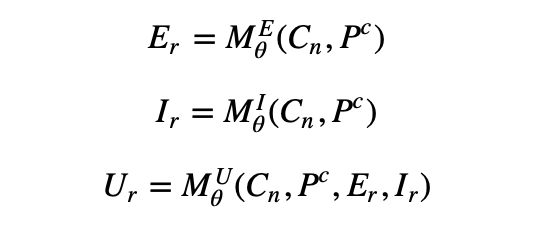 E_r = M_θ^E(C_n, P^c)
I_r = M_θ^I(C_n, P^c)
U_r = M_θ^U(C_n, P^c, E_r, I_r)